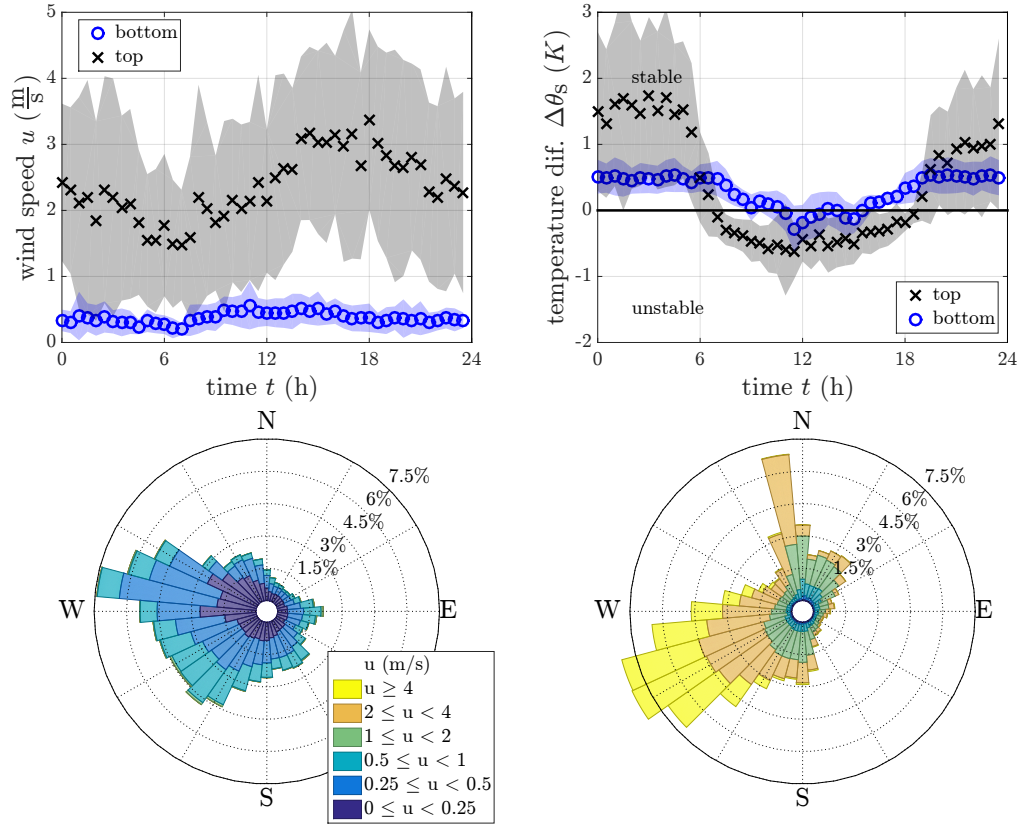 bottom
top
wind speed u (m/s)
5
4
3
2
1
0
0
6
12
18
24
time t (h)
temperature dif. Δθ_S (K)
3
2
1
0
-1
-2
stable
unstable
top
bottom
0
6
12
18
24
time t (h)
N
7.5%
6%
4.5%
3%
1.5%
W
E
S
u (m/s)
u ≥ 4
2 ≤ u < 4
1 ≤ u < 2
0.5 ≤ u < 1
0.25 ≤ u < 0.5
0 ≤ u < 0.25
N
7.5%
6%
4.5%
3%
1.5%
W
E
S